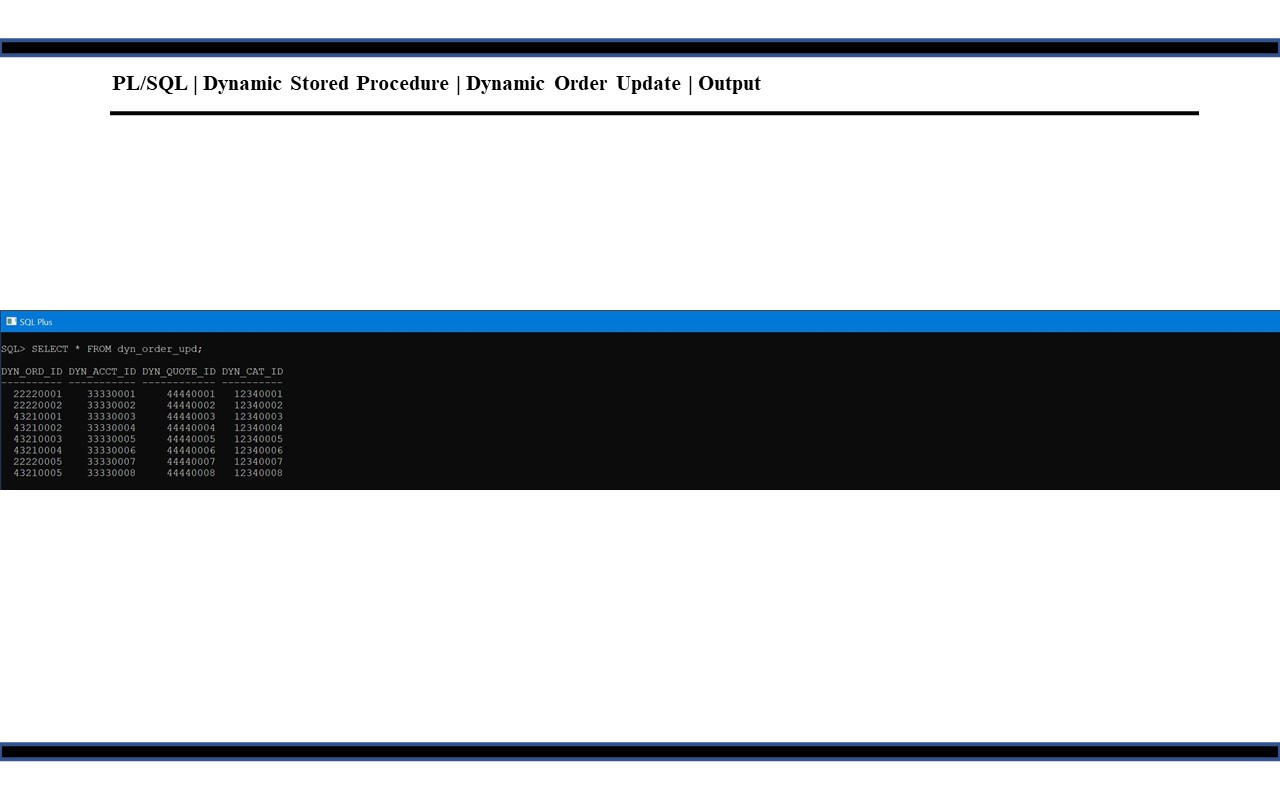 PL/SQL | Dynamic Stored Procedure | Dynamic Order Update | Output
SQL Plus
SQL> SELECT * FROM dyn_order_upd;
DYN_ORD_ID DYN_ACCT_ID DYN_QUOTE_ID DYN_CAT_ID
---------- ----------- ------------ ----------
22220001 33330001 44440001 12340001
22220002 33330002 44440002 12340002
43210001 33330003 44440003 12340003
43210002 33330004 44440004 12340004
43210003 33330005 44440005 12340005
43210004 33330006 44440006 12340006
22220005 33330007 44440007 12340007
43210005 33330008 44440008 12340008